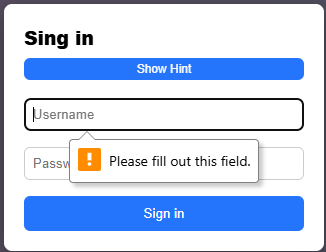 Sing in
Show Hint
Username
Please fill out this field.
Passw
Sign in